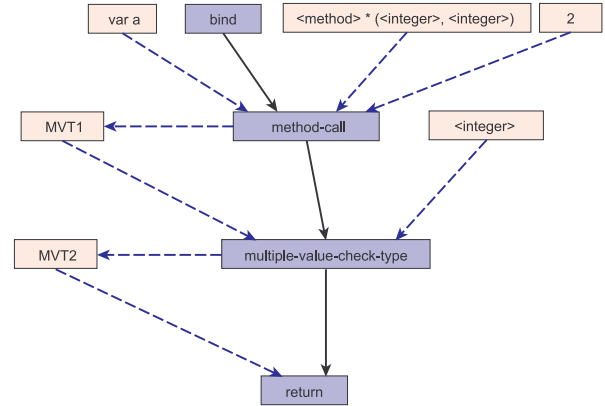 var a
bind
<method> * (<integer>, <integer>)
2
MVT1
method-call
<integer>
MVT2
multiple-value-check-type
return